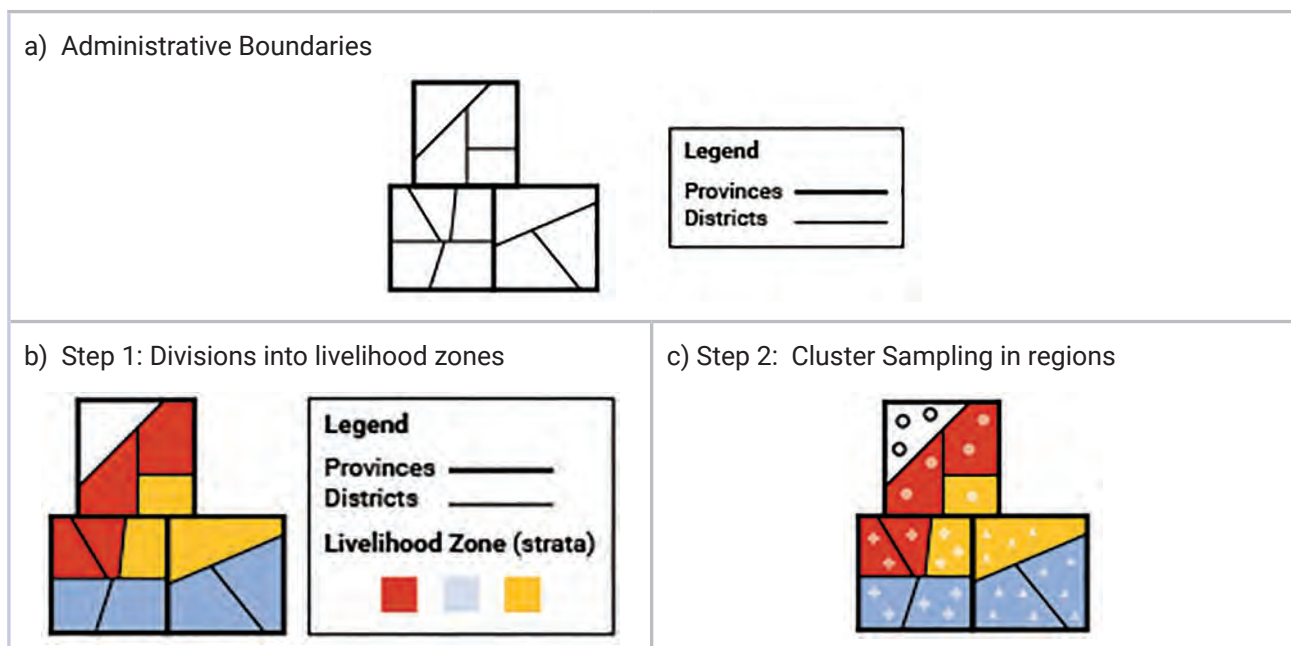 a) Administrative Boundaries
Legend
Provinces
Districts
b) Step 1: Divisions into livelihood zones
Legend
Provinces
Districts
Livelihood Zone (strata)
c) Step 2: Cluster Sampling in regions